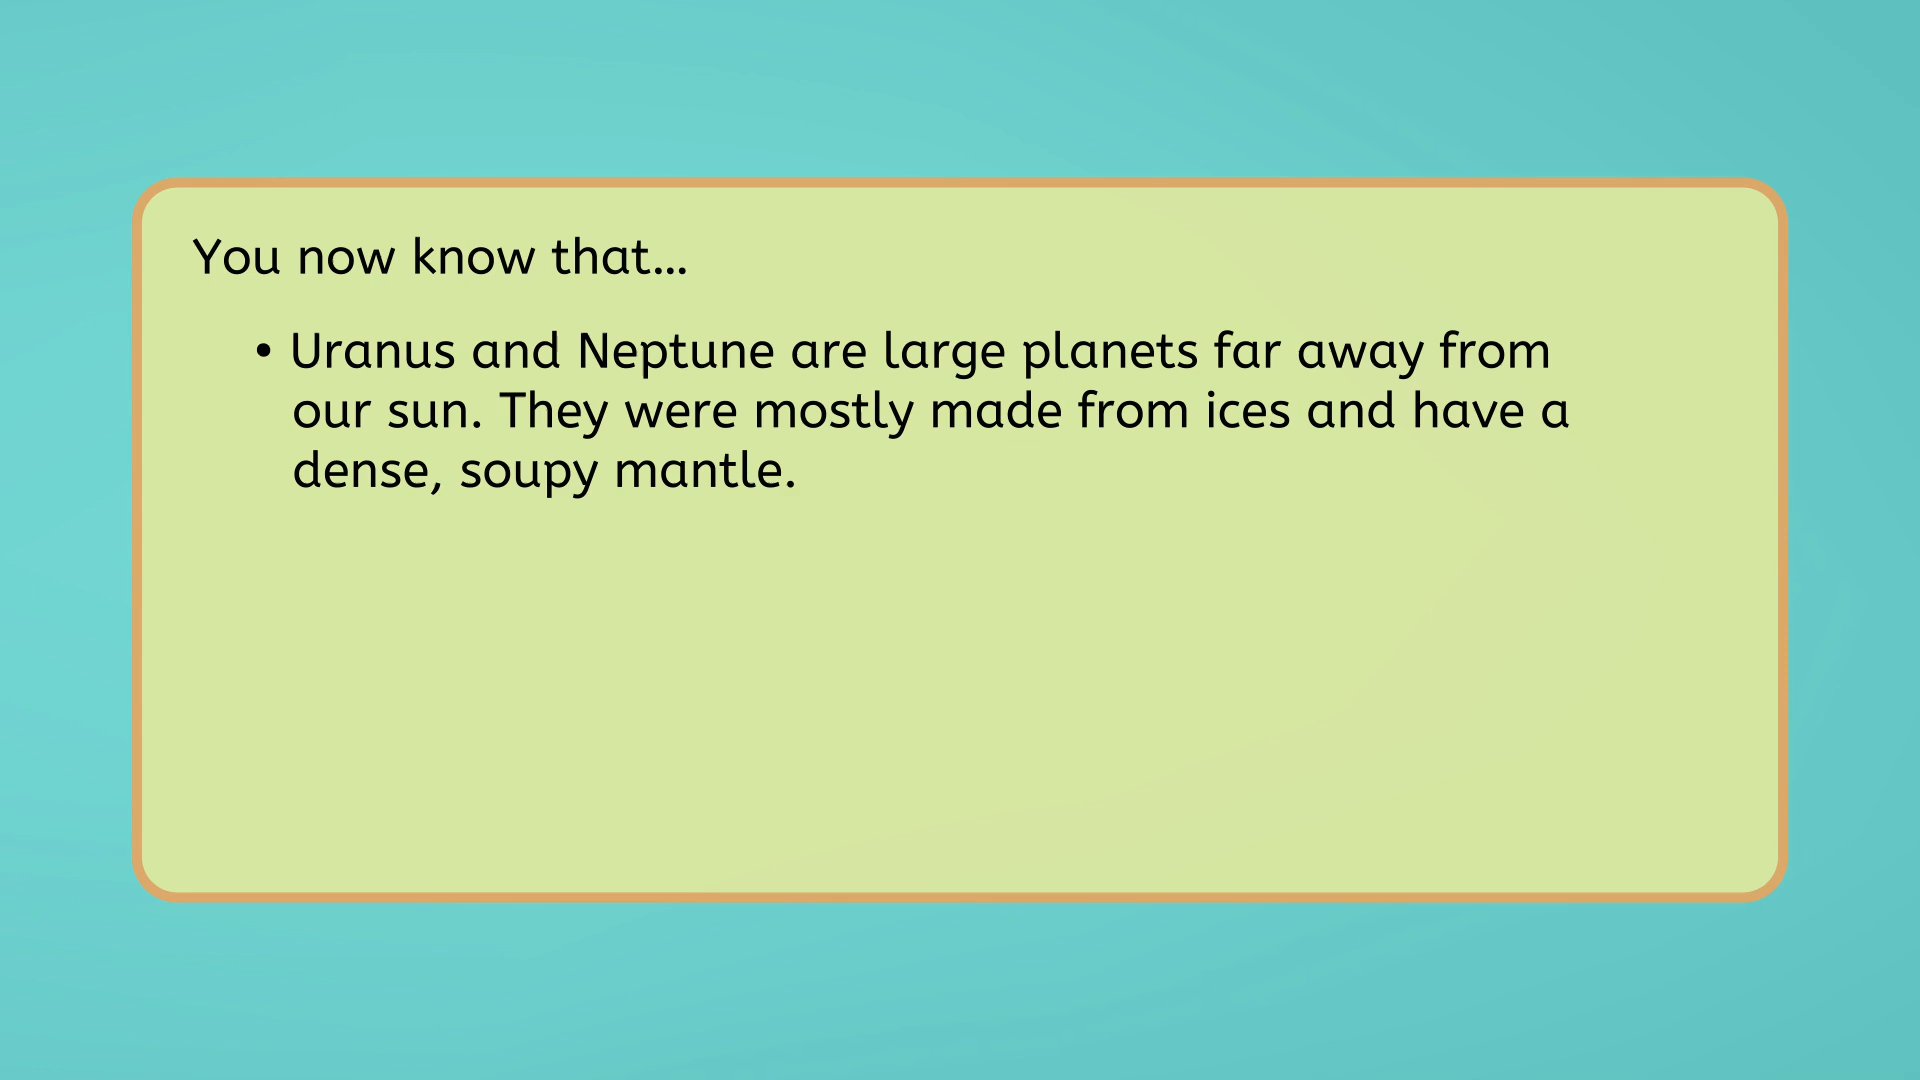 You now know that...
• Uranus and Neptune are large planets far away from
our sun. They were mostly made from ices and have a
dense, soupy mantle.